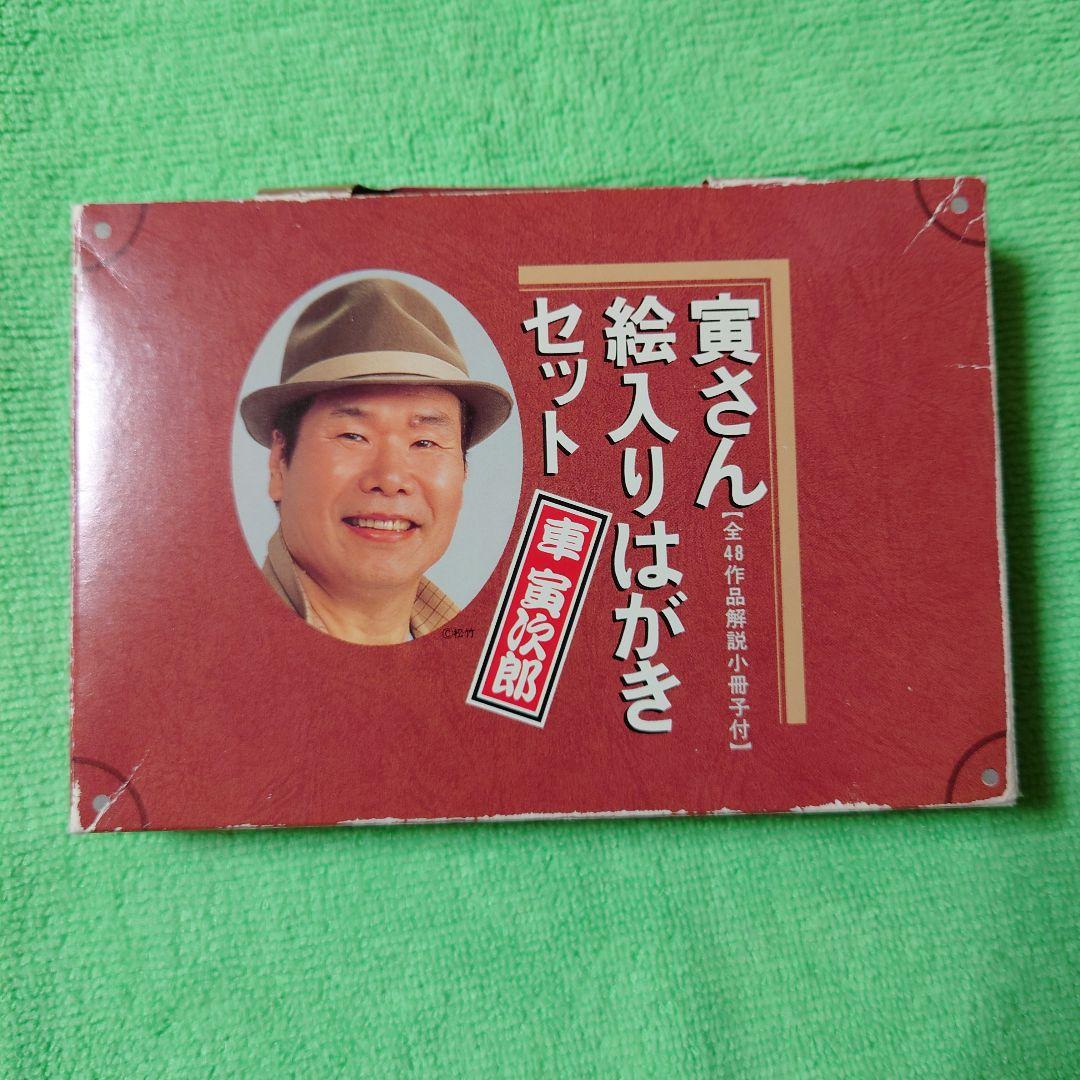 寅さん
【全48作品解説小冊子付】
絵入りはがき
セット
車 寅次郎
©松竹